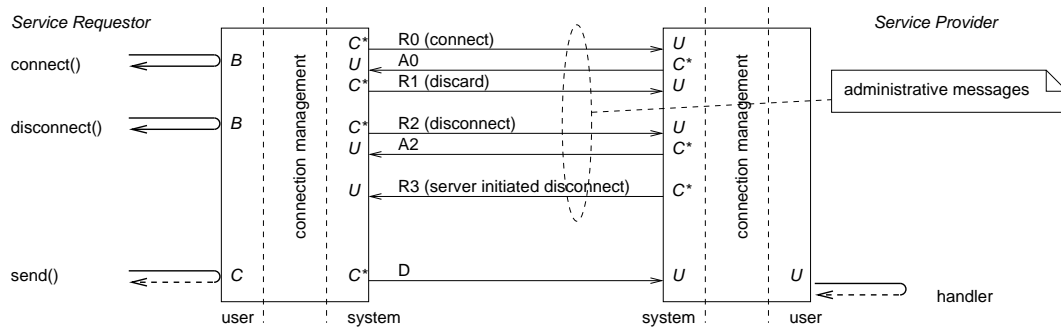 Service Requestor
Service Provider
C* R0 (connect) U
connect() B U A0 C*
C* R1 (discard) U
administrative messages
disconnect() B C* R2 (disconnect) U
U A2 C*
connection management
connection management
U R3 (server initiated disconnect) C*
send() C C* D U U
handler
user system system user